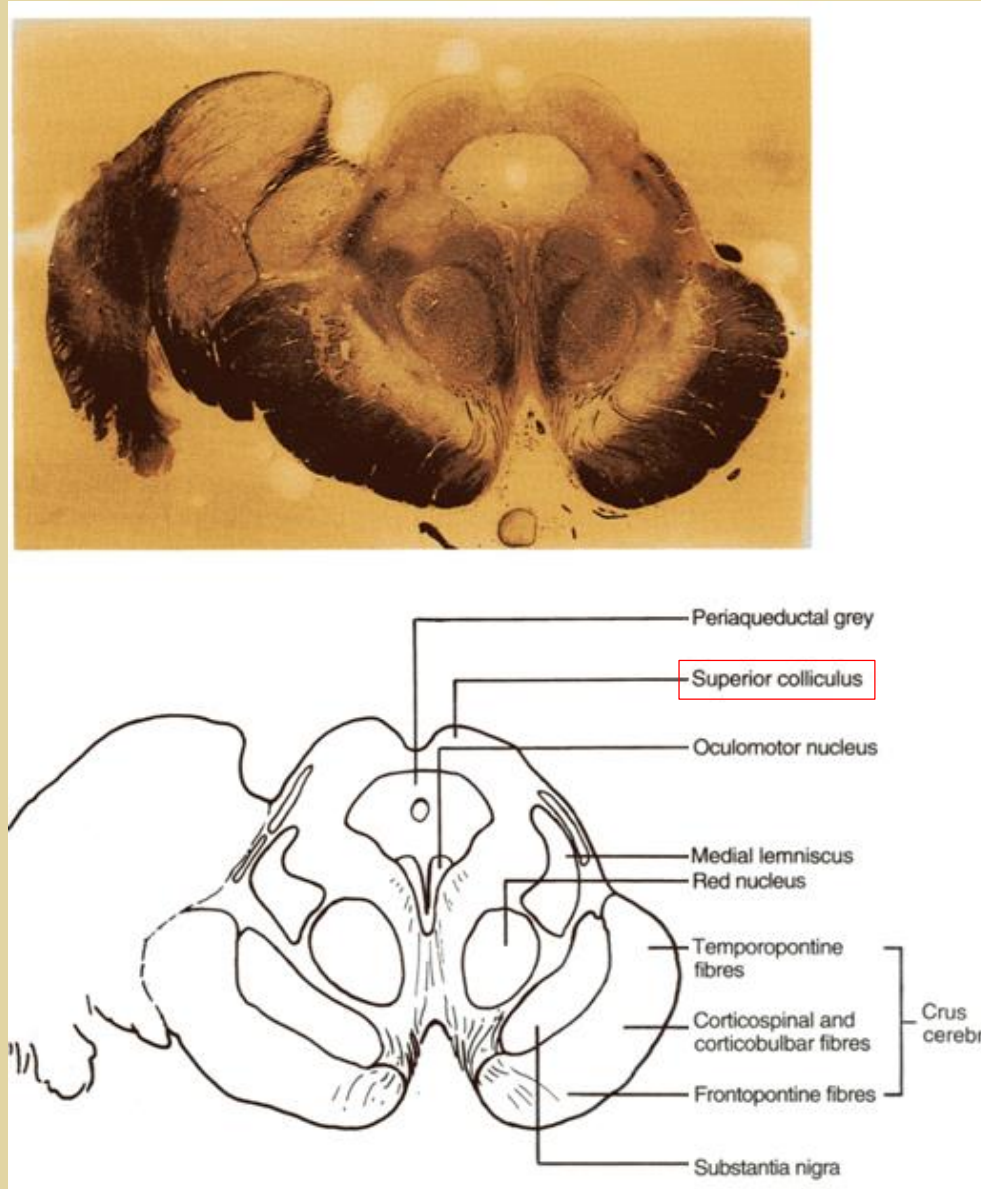 Periaqueductal grey
Superior colliculus
Oculomotor nucleus
Medial lemniscus
Red nucleus
Temporopontine
fibres
Corticospinal and
corticobulbar fibres
Crus
cerebr
Frontopontine fibres
Substantia nigra